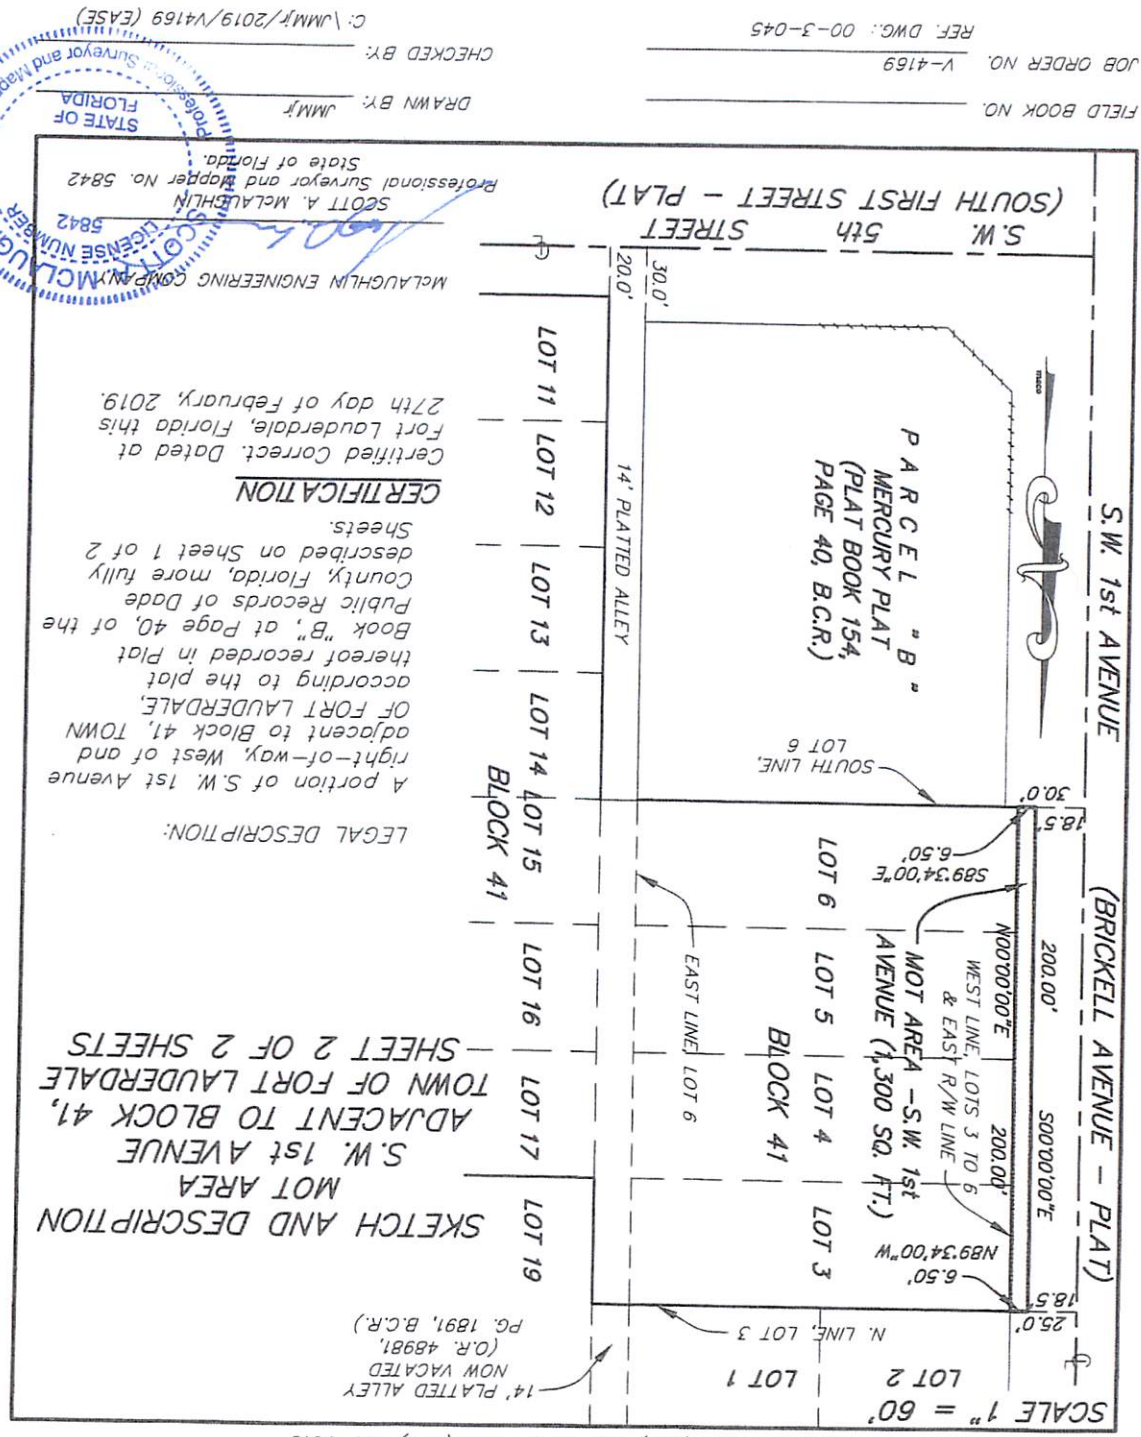 SCALE 1" = 60'
LOT 2
LOT 1
14' PLATTED ALLEY
NOW VACATED
(O.R. 48981,
PG. 1891, B.C.R.)
25.0'
18.5'
N. LINE, LOT 3
6.50'
N89°34'00"W
LOT 3
LOT 4
LOT 5
LOT 6
BLOCK 41
LOT 19
LOT 17
LOT 16
LOT 15
LOT 14
LOT 13
LOT 12
LOT 11
BLOCK 41
SKETCH AND DESCRIPTION
MOT AREA
S.W. 1st AVENUE
ADJACENT TO BLOCK 41,
TOWN OF FORT LAUDERDALE
SHEET 2 OF 2 SHEETS
S00°00'00"E
200.00'
200.00'
N00°00'00"E
WEST LINE, LOTS 3 TO 6
& EAST R/W LINE
MOT AREA - S.W. 1st
AVENUE (1,300 SQ. FT.)
EAST LINE, LOT 6
S89°34'00"E
6.50'
18.5'
30.0'
SOUTH LINE,
LOT 6
LEGAL DESCRIPTION:
A portion of S.W. 1st Avenue
right-of-way, West of and
adjacent to Block 41, TOWN
OF FORT LAUDERDALE,
according to the plat
thereof recorded in Plat
Book "B", at Page 40, of the
Public Records of Dade
County, Florida, more fully
described on Sheet 1 of 2
Sheets.
CERTIFICATION
Certified Correct. Dated at
Fort Lauderdale, Florida this
27th day of February, 2019.
S.W. 1st AVENUE
(BRICKELL AVENUE - PLAT)
PARCEL "B"
MERCURY PLAT
(PLAT BOOK 154,
PAGE 40, B.C.R.)
14' PLATTED ALLEY
30.0'
20.0'
S.W. 5th STREET
(SOUTH FIRST STREET - PLAT)
McLAUGHLIN ENGINEERING COMPANY
SCOTT A. McLAUGHLIN
Professional Surveyor and Mapper No. 5842
State of Florida.
LICENSE NUMBER
5842
STATE OF
FLORIDA
FIELD BOOK NO.
DRAWN BY: JMMjr
JOB ORDER NO. V-4169
CHECKED BY:
REF. DWG.: 00-3-045
C: \JMMjr/2019/V4169 (EASE)